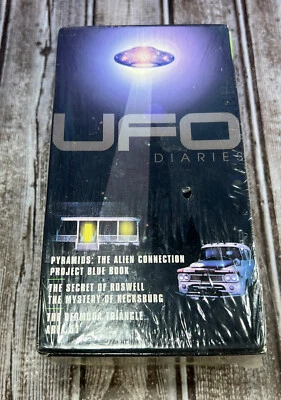 UFO
DIARIES
PYRAMIDS: THE ALIEN CONNECTION
PROJECT BLUE BOOK
THE SECRET OF ROSWELL
THE MYSTERY OF KECKSBURG
THE BERMUDA TRIANGLE